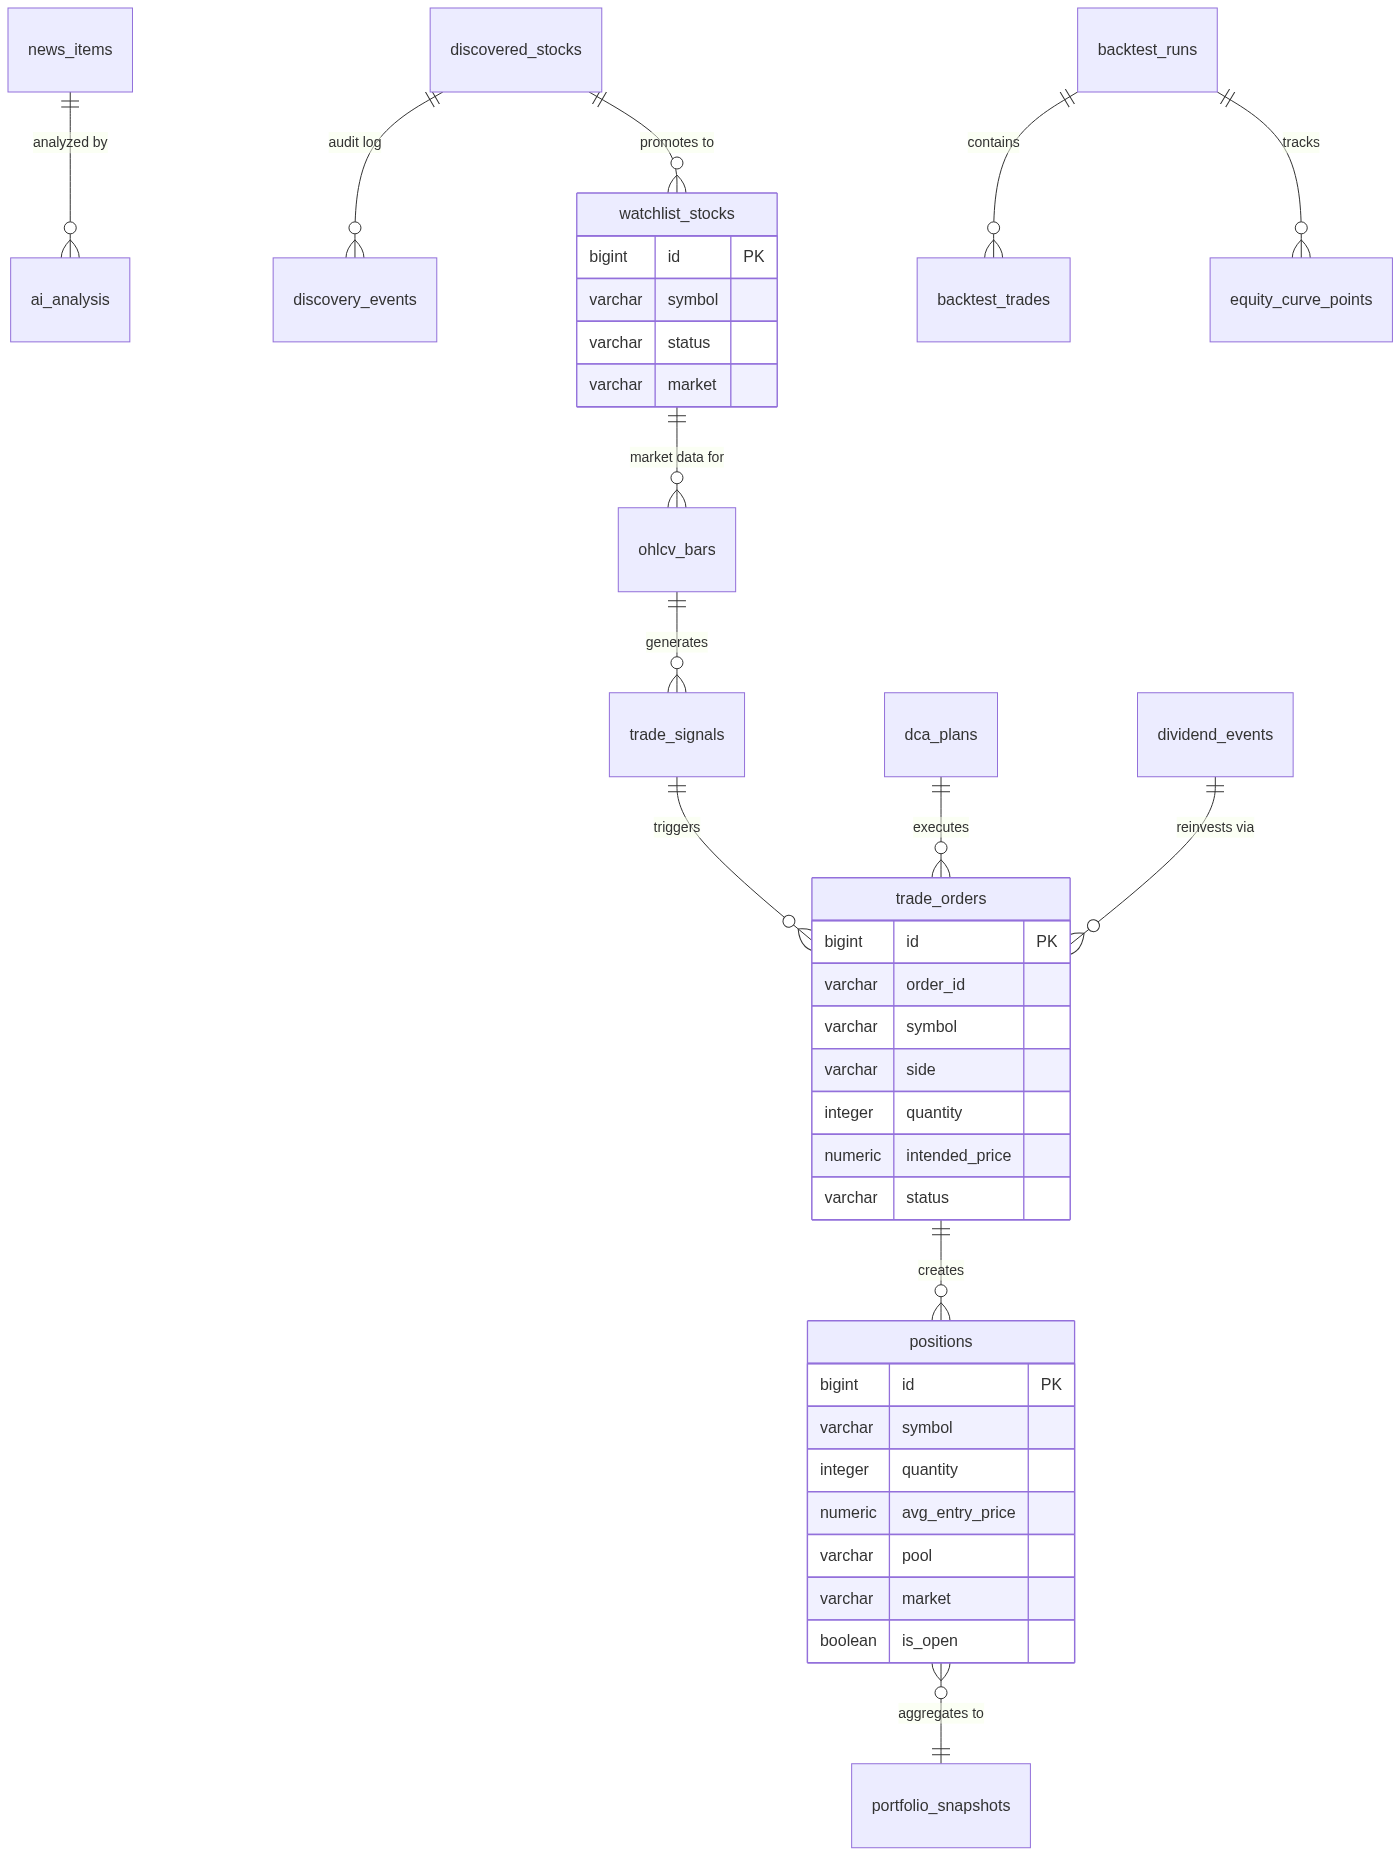 news_items
discovered_stocks
backtest_runs
analyzed by
audit log
promotes to
contains
tracks
watchlist_stocks
bigint id PK
varchar symbol
varchar status
varchar market
ai_analysis
discovery_events
backtest_trades
equity_curve_points
market data for
ohlcv_bars
generates
trade_signals
dca_plans
dividend_events
triggers
executes
reinvests via
trade_orders
bigint id PK
varchar order_id
varchar symbol
varchar side
integer quantity
numeric intended_price
varchar status
creates
positions
bigint id PK
varchar symbol
integer quantity
numeric avg_entry_price
varchar pool
varchar market
boolean is_open
aggregates to
portfolio_snapshots